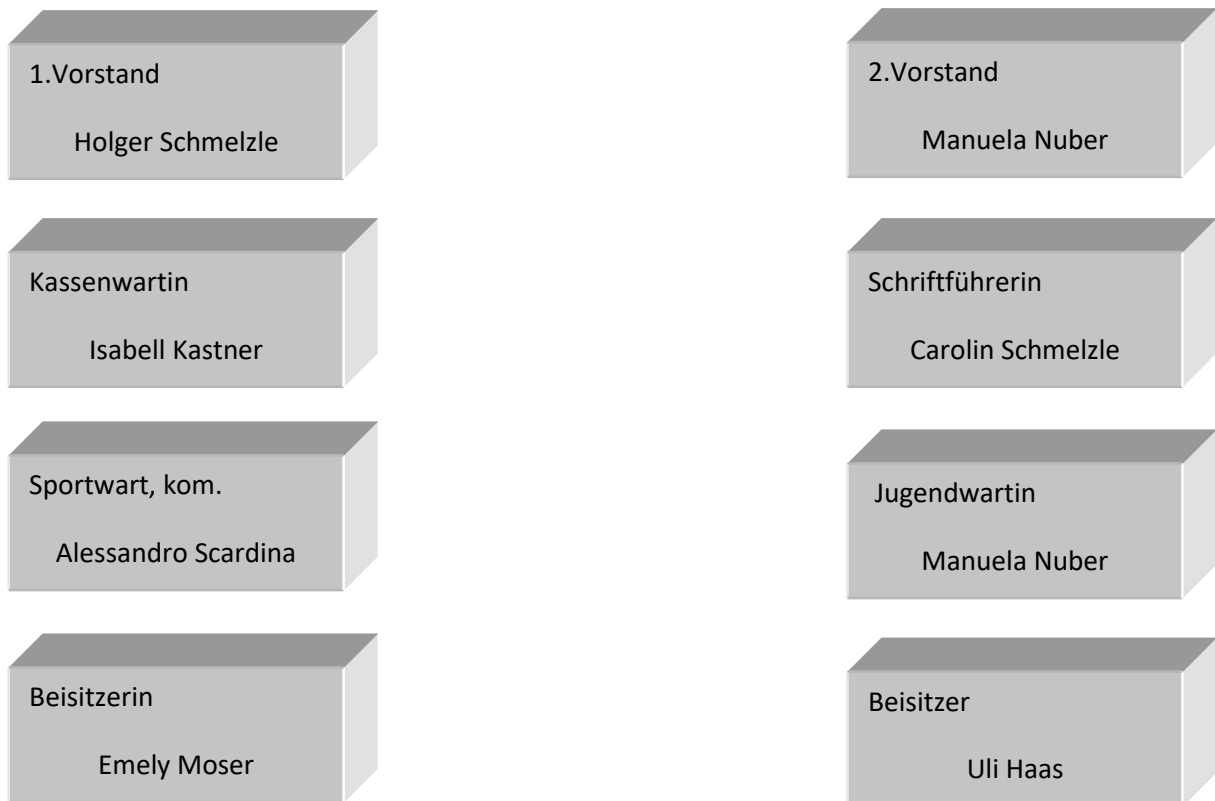 1.Vorstand
Holger Schmelzle
2.Vorstand
Manuela Nuber
Kassenwartin
Isabell Kastner
Schriftführerin
Carolin Schmelzle
Sportwart, kom.
Alessandro Scardina
Jugendwartin
Manuela Nuber
Beisitzerin
Emely Moser
Beisitzer
Uli Haas